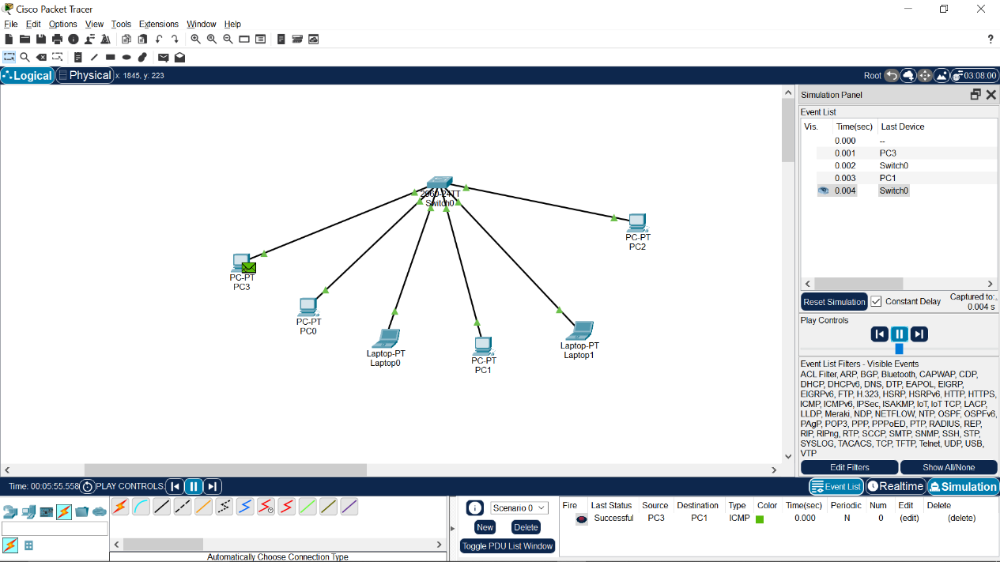 Cisco Packet Tracer
File Edit Options View Tools Extensions Window Help
Logical Physical x: 1845, y: 223
Root 03:08:00
2960-24TT
Switch0
PC-PT
PC2
PC-PT
PC3
PC-PT
PC0
Laptop-PT
Laptop0
PC-PT
PC1
Laptop-PT
Laptop1
Simulation Panel
Event List
Vis. Time(sec) Last Device
0.000 --
0.001 PC3
0.002 Switch0
0.003 PC1
0.004 Switch0
Reset Simulation Constant Delay Captured to:
0.004 s
Play Controls
Event List Filters - Visible Events
ACL Filter, ARP, BGP, Bluetooth, CAPWAP, CDP,
DHCP, DHCPv6, DNS, DTP, EAPOL, EIGRP,
EIGRPv6, FTP, H.323, HSRP, HSRPv6, HTTP, HTTPS,
ICMP, ICMPv6, IPSec, ISAKMP, IoT, IoT TCP, LACP,
LLDP, Meraki, NDP, NETFLOW, NTP, OSPF, OSPFv6,
PAgP, POP3, PPP, PPPoED, PTP, RADIUS, REP,
RIP, RIPng, RTP, SCCP, SMTP, SNMP, SSH, STP,
SYSLOG, TACACS, TCP, TFTP, Telnet, UDP, USB,
VTP
Edit Filters Show All/None
Time: 00:05:55.558 PLAY CONTROLS:
Event List Realtime Simulation
Automatically Choose Connection Type
Scenario 0
New Delete
Toggle PDU List Window
Fire Last Status Source Destination Type Color Time(sec) Periodic Num Edit Delete
Successful PC3 PC1 ICMP 0.000 N 0 (edit) (delete)